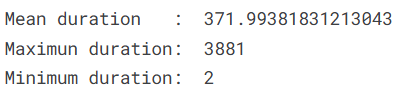 Mean duration   :  371.99381831213043
Maximun duration:  3881
Minimum duration:  2